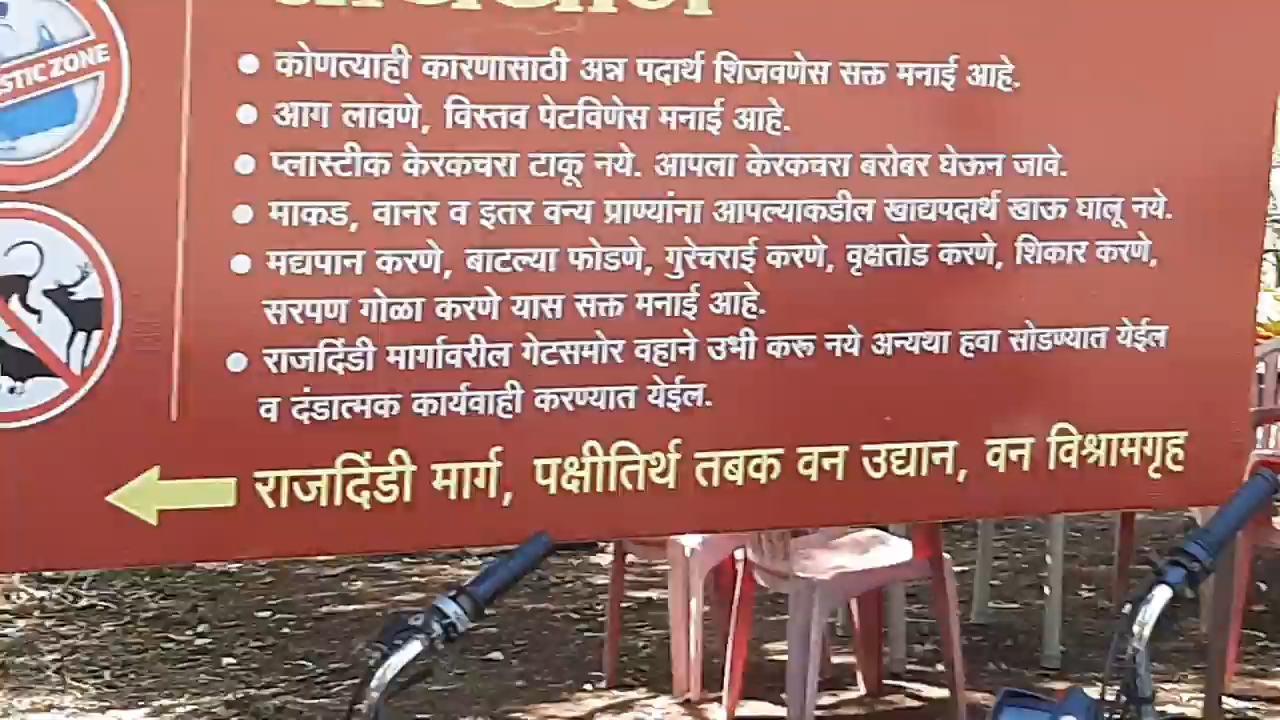 STIC ZONE
• कोणत्याही कारणासाठी अन्न पदार्थ शिजवणेस सक्त मनाई आहे.
• आग लावणे, विस्तव पेटविणेस मनाई आहे.
• प्लास्टीक केरकचरा टाकू नये. आपला केरकचरा बरोबर घेऊन जावे.
• माकड, वानर व इतर वन्य प्राण्यांना आपल्याकडील खाद्यपदार्थ खाऊ घालू नये.
• मद्यपान करणे, बाटल्या फोडणे, गुरेचराई करणे, वृक्षतोड करणे, शिकार करणे,
सरपण गोळा करणे यास सक्त मनाई आहे.
• राजदिंडी मार्गावरील गेटसमोर वहाने उभी करू नये अन्यथा हवा सोडण्यात येईल
व दंडात्मक कार्यवाही करण्यात येईल.
राजदिंडी मार्ग, पक्षीतिर्थ तबक वन उद्यान, वन विश्रामगृह